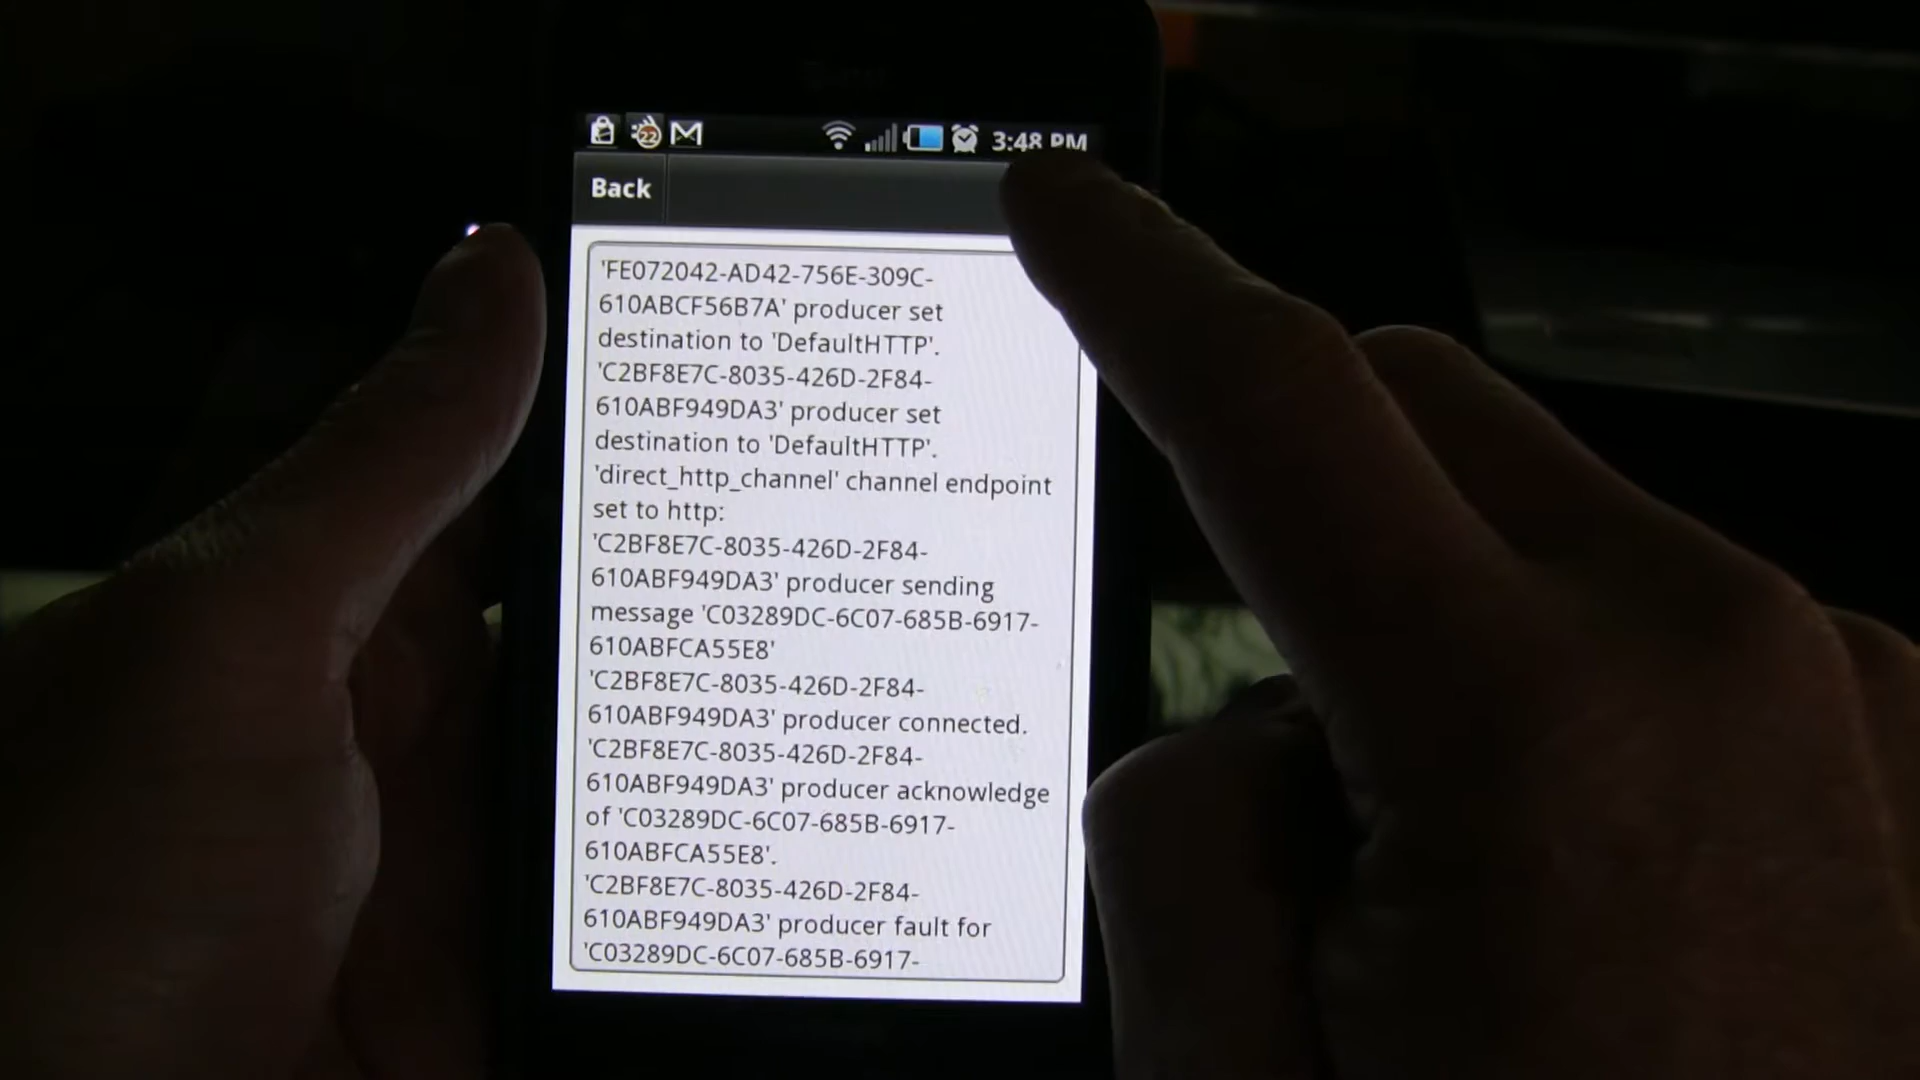 22
3:48 PM
Back
'FE072042-AD42-756E-309C-
610ABCF56B7A' producer set
destination to 'DefaultHTTP'.
'C2BF8E7C-8035-426D-2F84-
610ABF949DA3' producer set
destination to 'DefaultHTTP'.
'direct_http_channel' channel endpoint
set to http:
'C2BF8E7C-8035-426D-2F84-
610ABF949DA3' producer sending
message 'C03289DC-6C07-685B-6917-
610ABFCA55E8'
'C2BF8E7C-8035-426D-2F84-
610ABF949DA3' producer connected.
'C2BF8E7C-8035-426D-2F84-
610ABF949DA3' producer acknowledge
of 'C03289DC-6C07-685B-6917-
610ABFCA55E8'.
'C2BF8E7C-8035-426D-2F84-
610ABF949DA3' producer fault for
'C03289DC-6C07-685B-6917-